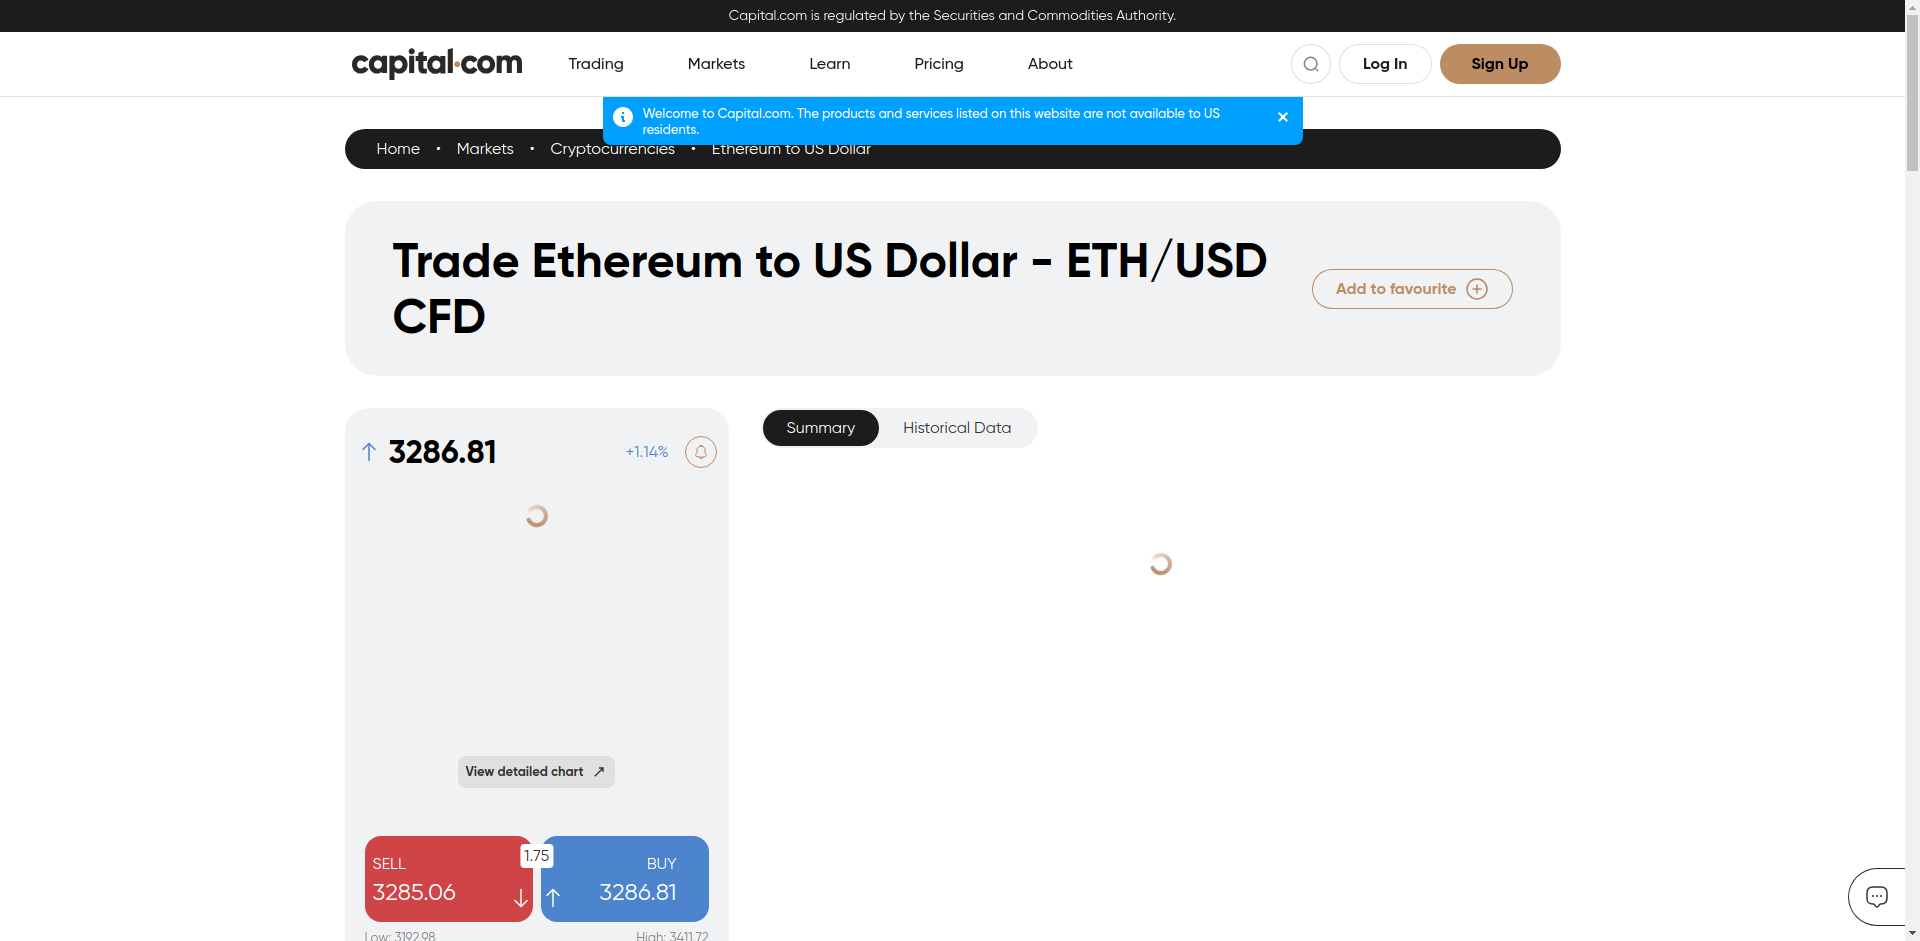 Capital.com is regulated by the Securities and Commodities Authority.
capital.com Trading Markets Learn Pricing About Log In Sign Up
Welcome to Capital.com. The products and services listed on this website are not available to US
residents.
Home • Markets • Cryptocurrencies • Ethereum to US Dollar
Trade Ethereum to US Dollar - ETH/USD
CFD
Add to favourite
3286.81 +1.14%
Summary Historical Data
View detailed chart
SELL 1.75 BUY
3285.06 3286.81
Low: 3192.98 High: 3411.72